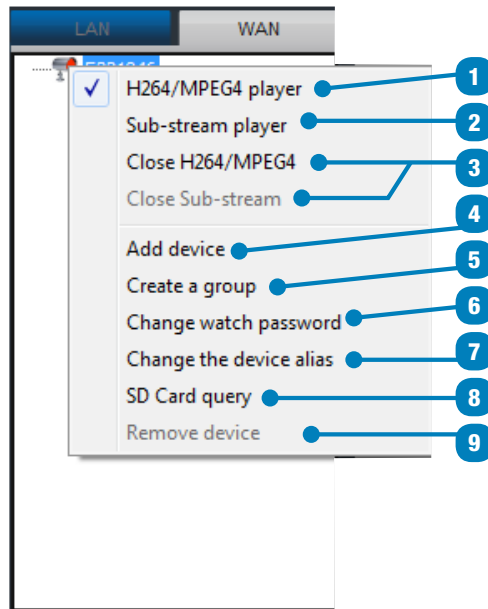 LAN WAN
H264/MPEG4 player 1
Sub-stream player 2
Close H264/MPEG4 3
Close Sub-stream
Add device 4
Create a group 5
Change watch password 6
Change the device alias 7
SD Card query 8
Remove device 9